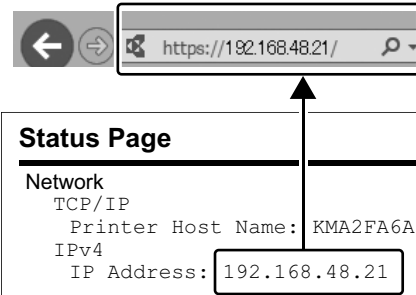 https://192.168.48.21/
Status Page
Network
TCP/IP
Printer Host Name: KMA2FA6A
IPv4
IP Address: 192.168.48.21